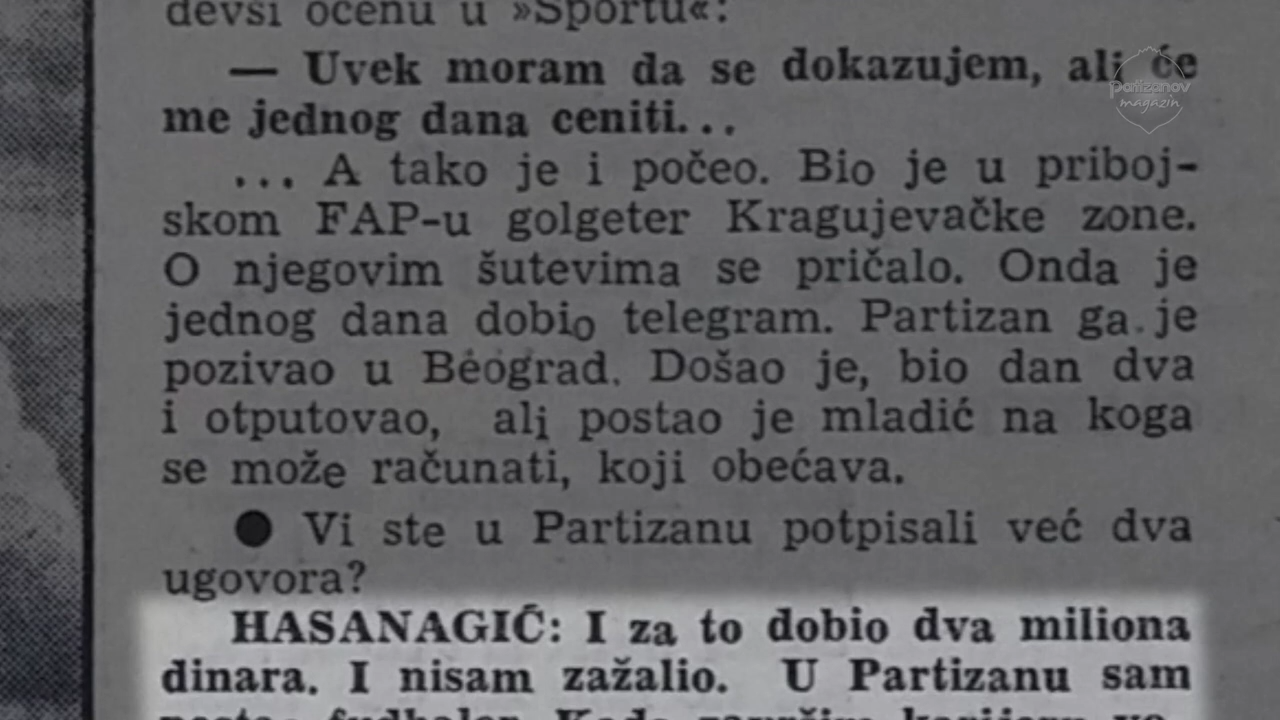 devši ocenu u »Sportu«:
— Uvek moram da se dokazujem, ali će
me jednog dana ceniti...
... A tako je i počeo. Bio je u priboj-
skom FAP-u golgeter Kragujevačke zone.
O njegovim šutevima se pričalo. Onda je
jednog dana dobio telegram. Partizan ga je
pozivao u Beograd. Došao je, bio dan dva
i otputovao, ali postao je mladić na koga
se može računati, koji obećava.
● Vi ste u Partizanu potpisali već dva
ugovora?
HASANAGIĆ: I za to dobio dva miliona
dinara. I nisam zažalio. U Partizanu sam
Partizanov
magazin